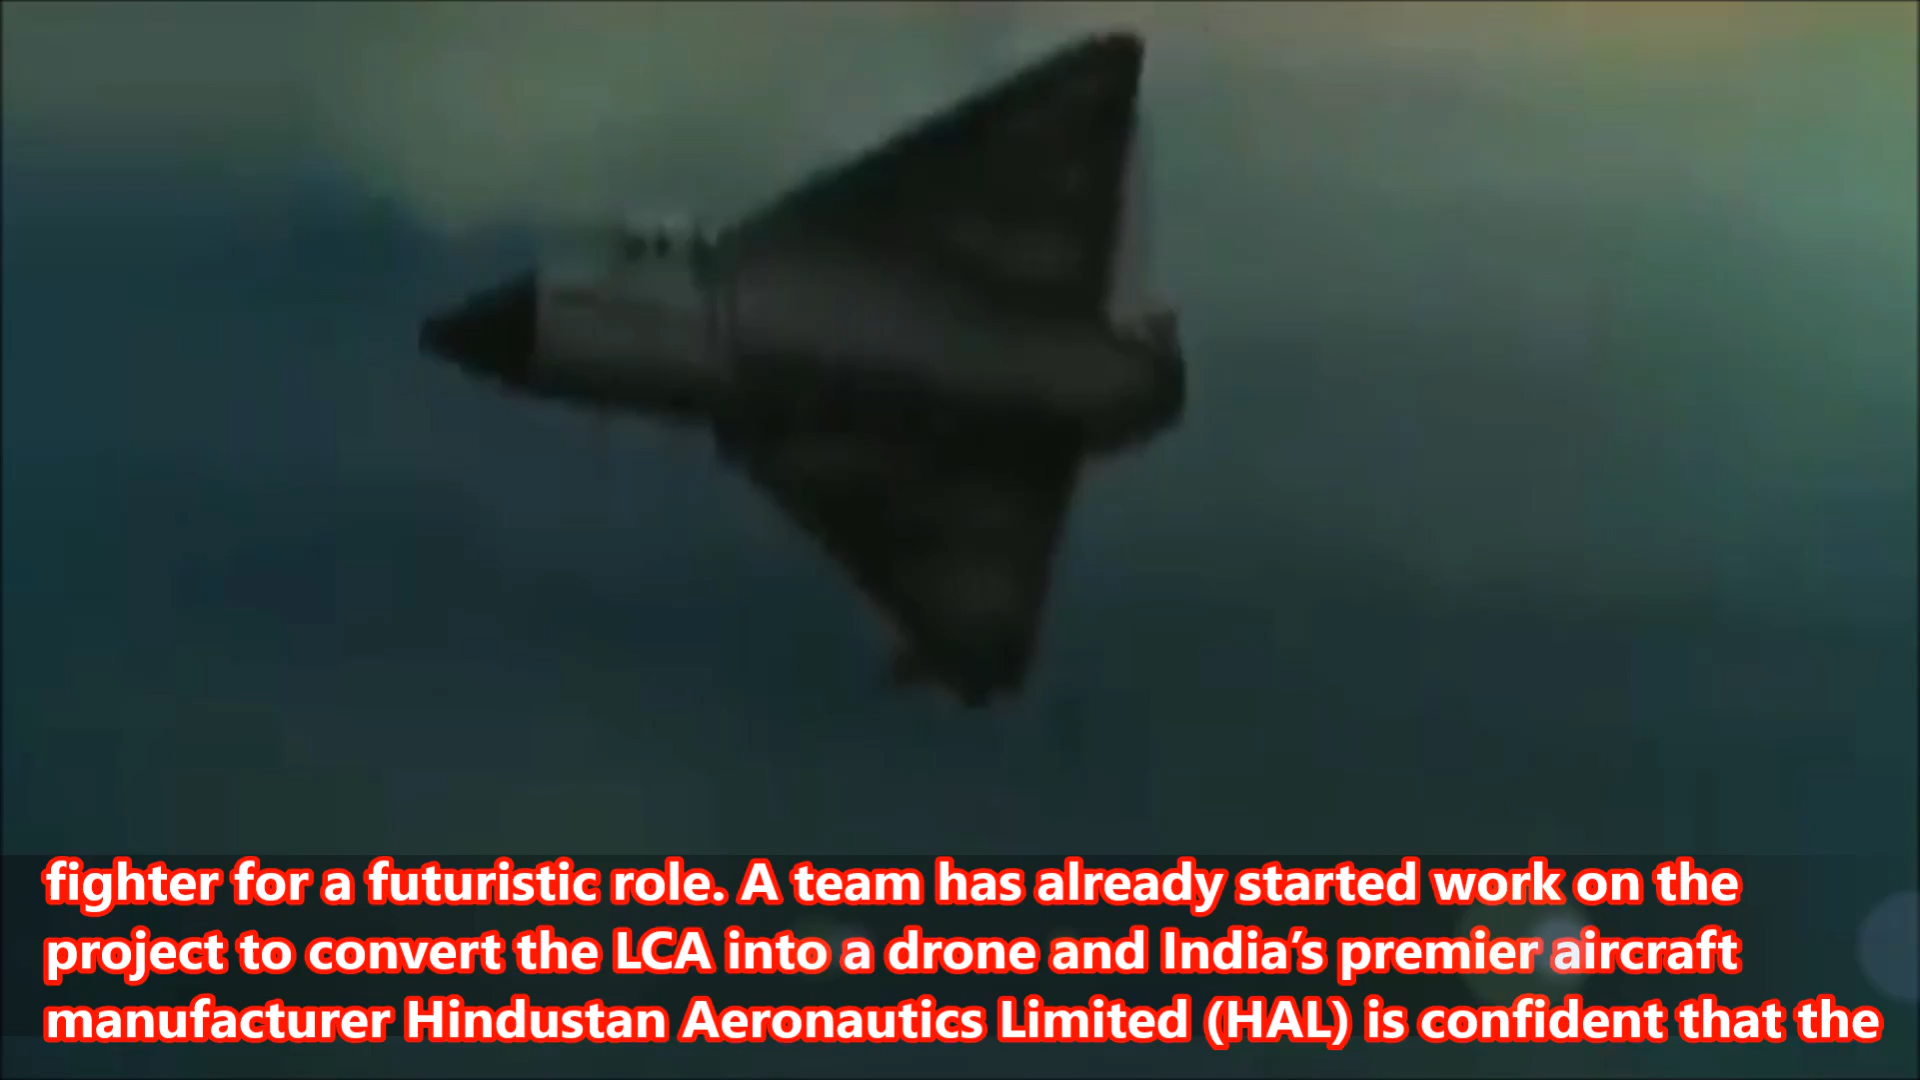 fighter for a futuristic role. A team has already started work on the
project to convert the LCA into a drone and India’s premier aircraft
manufacturer Hindustan Aeronautics Limited (HAL) is confident that the